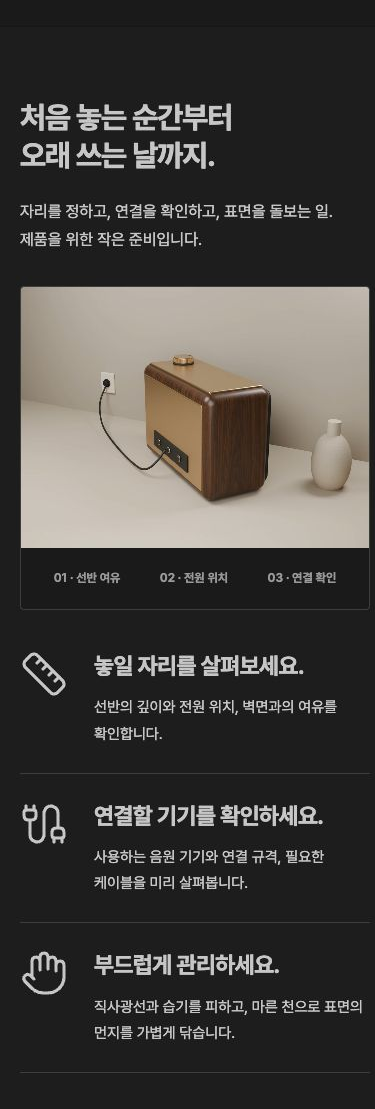 처음 놓는 순간부터
오래 쓰는 날까지.
자리를 정하고, 연결을 확인하고, 표면을 돌보는 일.
제품을 위한 작은 준비입니다.
01 · 선반 여유
02 · 전원 위치
03 · 연결 확인
놓일 자리를 살펴보세요.
선반의 깊이와 전원 위치, 벽면과의 여유를
확인합니다.
연결할 기기를 확인하세요.
사용하는 음원 기기와 연결 규격, 필요한
케이블을 미리 살펴봅니다.
부드럽게 관리하세요.
직사광선과 습기를 피하고, 마른 천으로 표면의
먼지를 가볍게 닦습니다.